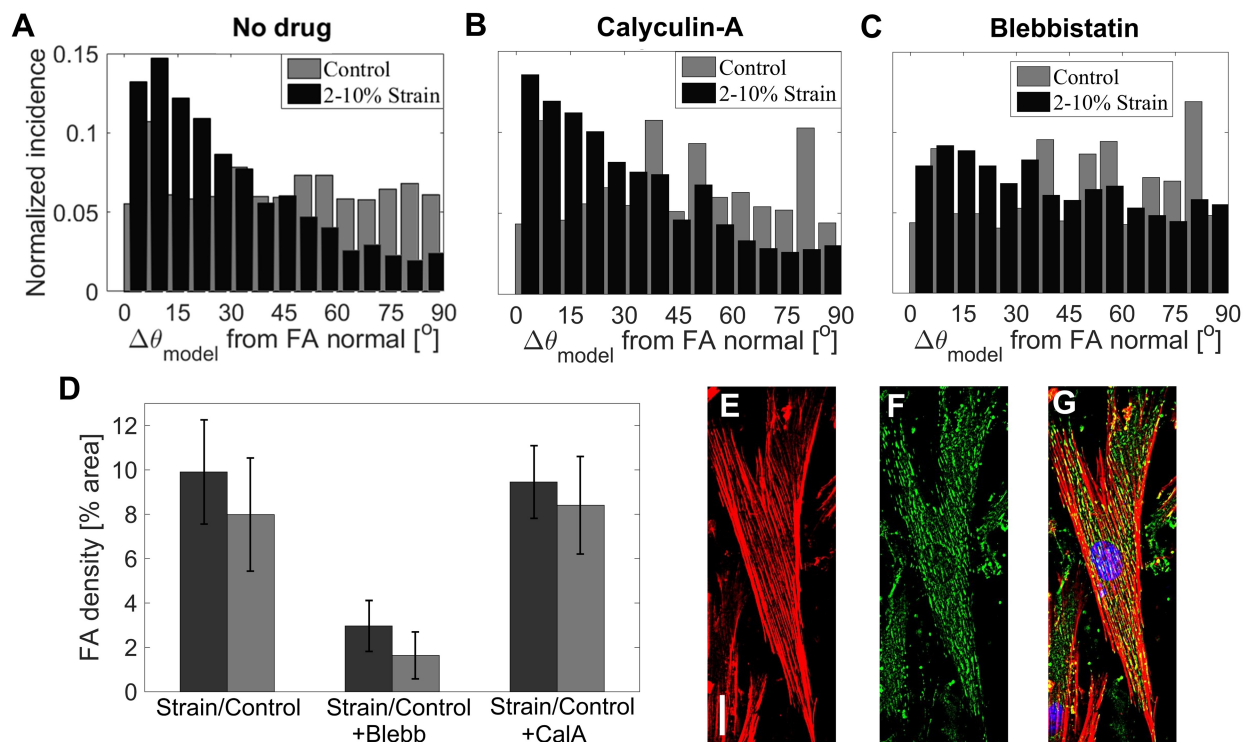 A
No drug
0.15
0.1
0.05
0
Normalized incidence
Control
2-10% Strain
0 15 30 45 60 75 90
Δθmodel from FA normal [o]
B
Calyculin-A
Control
2-10% Strain
0 15 30 45 60 75 90
Δθmodel from FA normal [o]
C
Blebbistatin
Control
2-10% Strain
0 15 30 45 60 75 90
Δθmodel from FA normal [o]
D
FA density [% area]
12
10
8
6
4
2
0
Strain/Control
Strain/Control
+Blebb
Strain/Control
+CalA
E
F
G